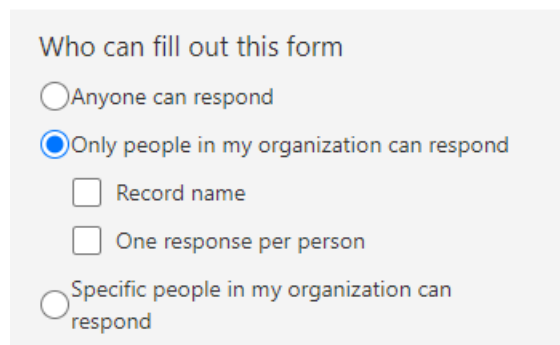 Who can fill out this form
Anyone can respond
Only people in my organization can respond
Record name
One response per person
Specific people in my organization can
respond